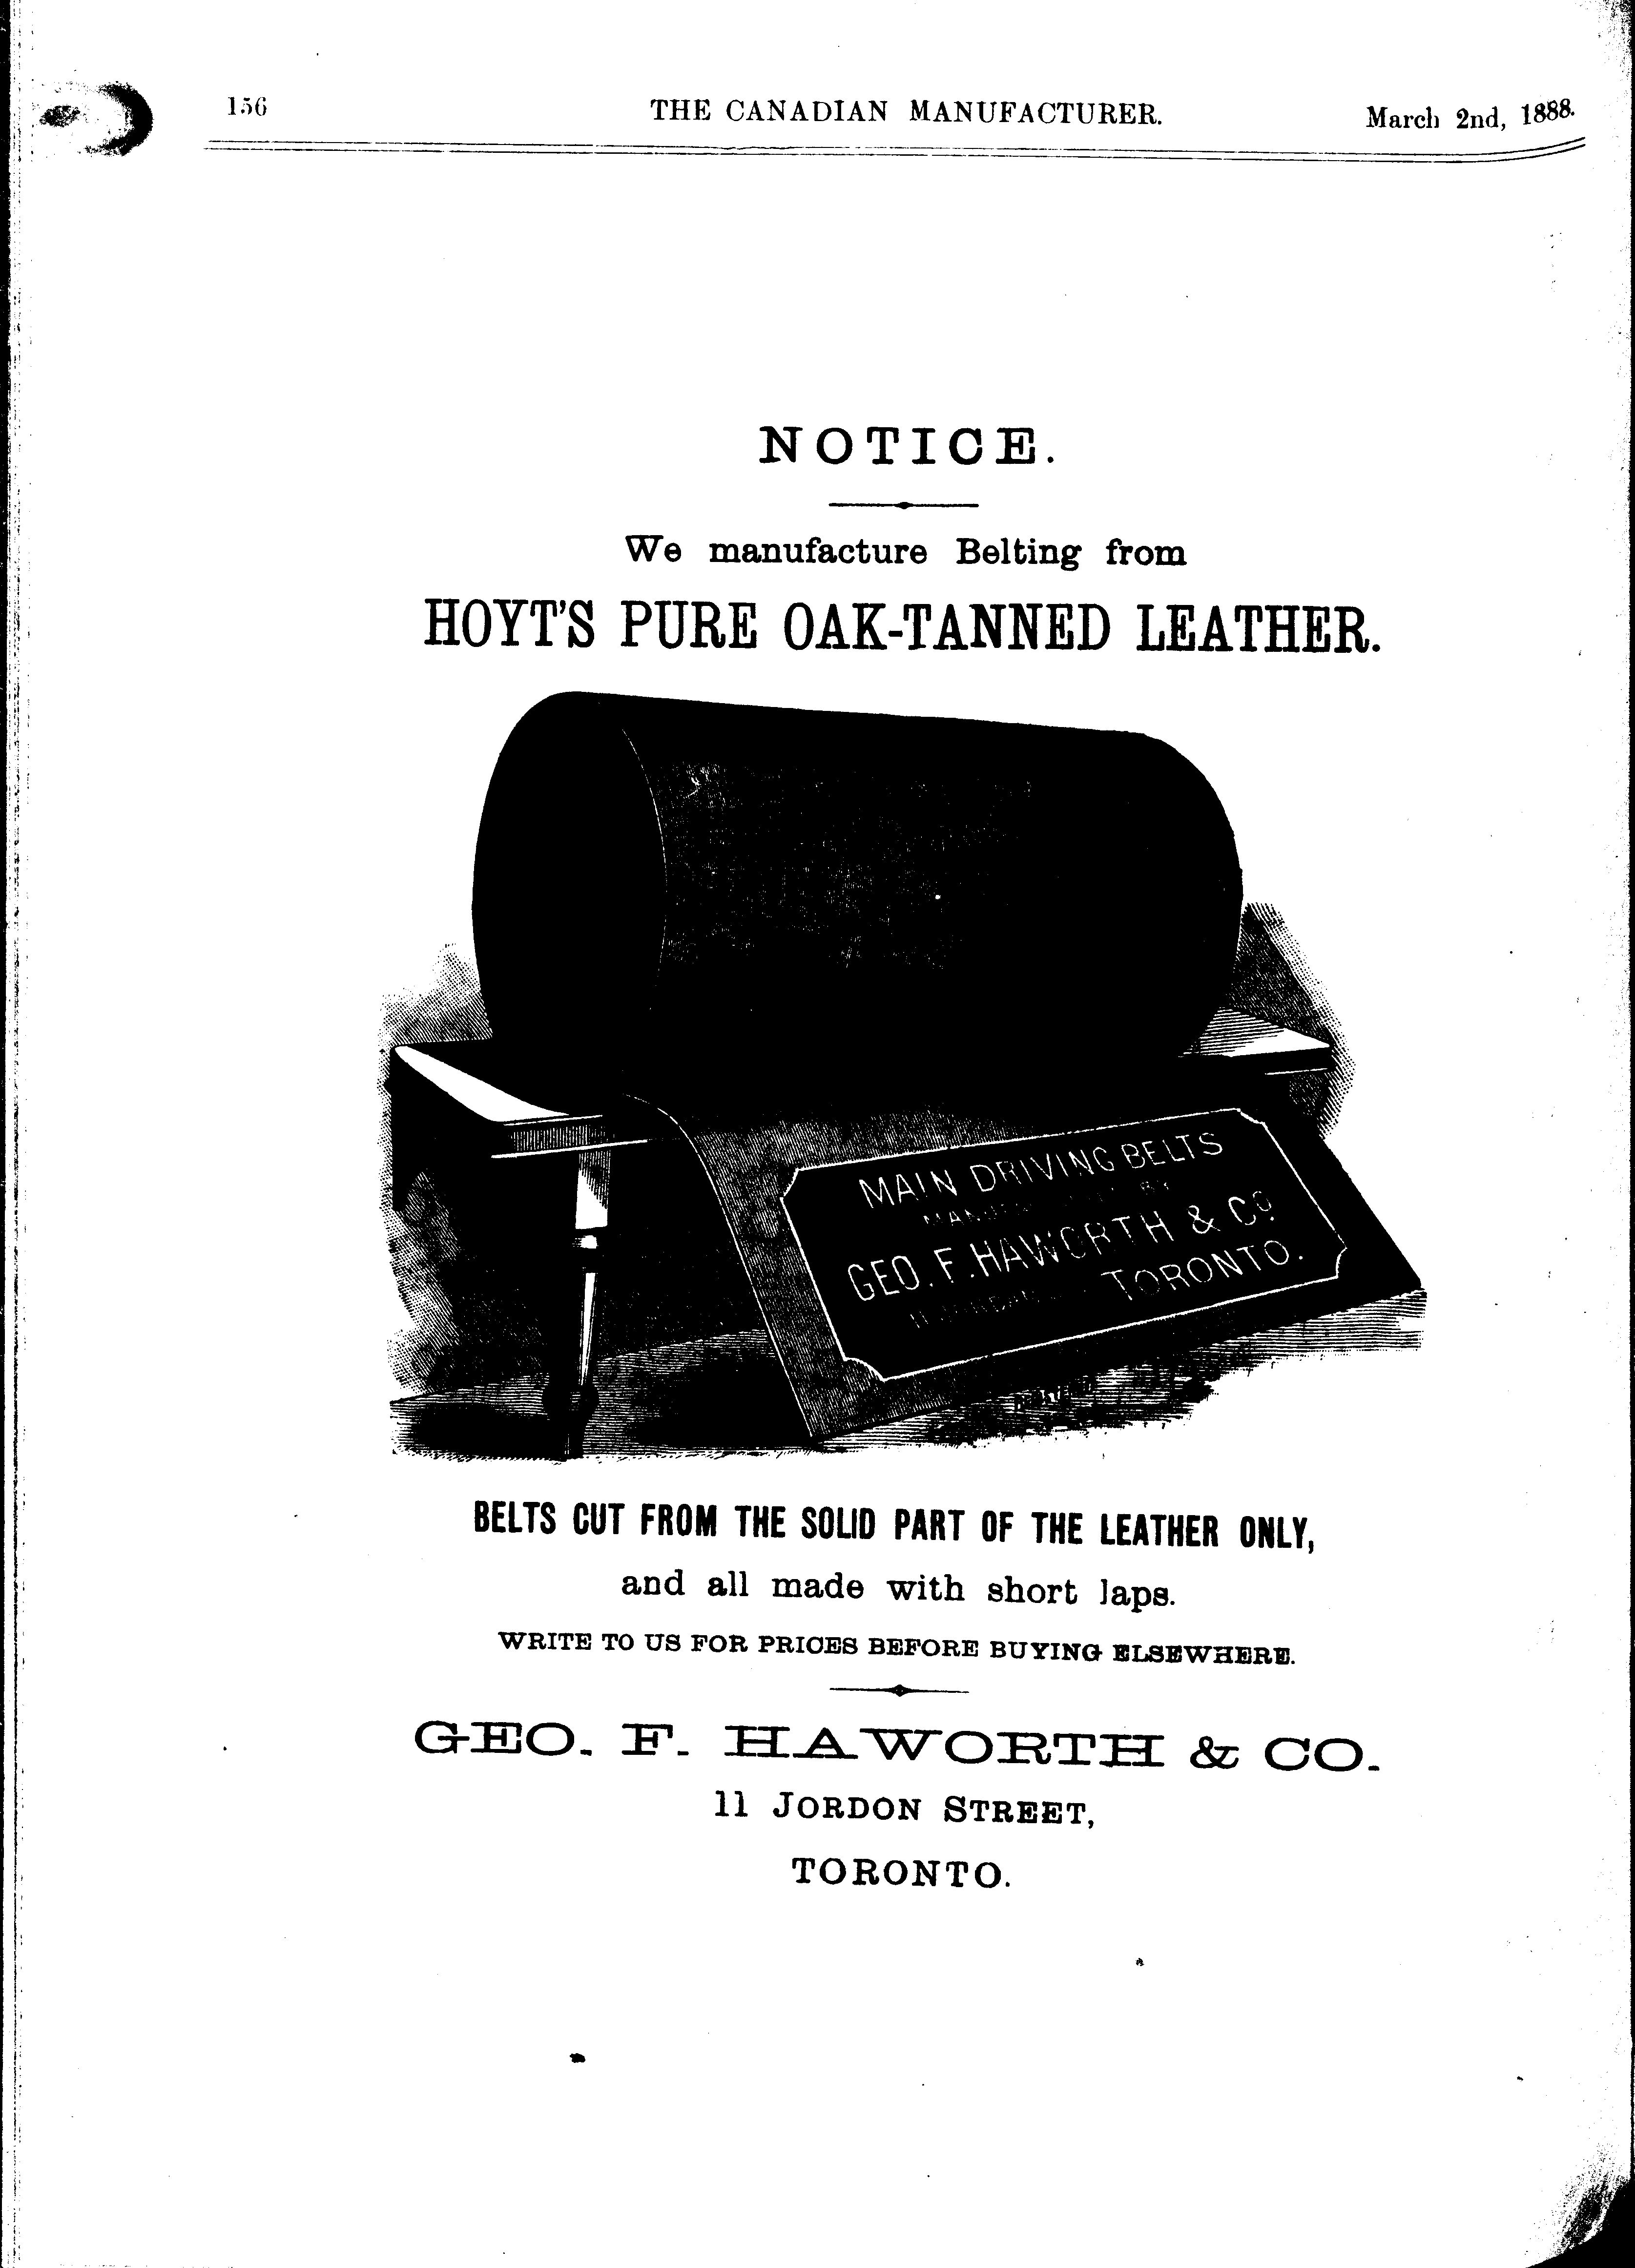 156
THE CANADIAN MANUFACTURER.
March 2nd, 1888.
NOTICE.
We manufacture Belting from
HOYT'S PURE OAK-TANNED LEATHER.
MAIN DRIVING BELTS
BY
GEO. F. HAWORTH & CO
TORONTO.
BELTS CUT FROM THE SOLID PART OF THE LEATHER ONLY,
and all made with short laps.
WRITE TO US FOR PRICES BEFORE BUYING ELSEWHERE.
GEO. F. HAWORTH & CO.
11 JORDON STREET,
TORONTO.